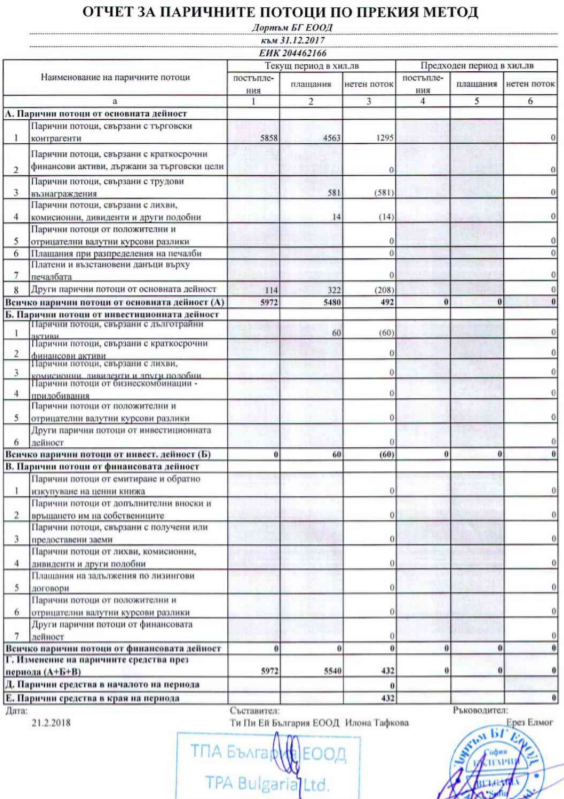 ОТЧЕТ ЗА ПАРИЧНИТЕ ПОТОЦИ ПО ПРЕКИЯ МЕТОД
Дортъм БГ ЕООД
към 31.12.2017
ЕИК 204462166
Наименование на паричните потоци Текущ период в хил.лв Предходен период в хил.лв
постъпле- плащания нетен поток постъпле- плащания нетен поток
ния ния
а 1 2 3 4 5 6
А. Парични потоци от основната дейност
Парични потоци, свързани с търговски
1 контрагенти 5858 4563 1295 0
Парични потоци, свързани с краткосрочни
2 финансови активи, държани за търговски цели 0 0
Парични потоци, свързани с трудови
3 възнаграждения 581 (581) 0
Парични потоци, свързани с лихви,
4 комисионни, дивиденти и други подобни 14 (14) 0
Парични потоци от положителни и
5 отрицателни валутни курсови разлики 0 0
6 Плащания при разпределения на печалби 0 0
Платени и възстановени данъци върху
7 печалбата 0 0
8 Други парични потоци от основната дейност 114 322 (208) 0
Всичко парични потоци от основната дейност (А) 5972 5480 492 0 0 0
Б. Парични потоци от инвестиционната дейност
Парични потоци, свързани с дълготрайни
1 активи 60 (60) 0
Парични потоци, свързани с краткосрочни
2 финансови активи 0 0
Парични потоци, свързани с лихви,
3 комисионни, дивиденти и други подобни 0 0
Парични потоци от бизнескомбинации -
4 придобивания 0 0
Парични потоци от положителни и
5 отрицателни валутни курсови разлики 0 0
Други парични потоци от инвестиционната
6 дейност 0 0
Всичко парични потоци от инвест. дейност (Б) 0 60 (60) 0 0 0
В. Парични потоци от финансовата дейност
Парични потоци от емитиране и обратно
1 изкупуване на ценни книжа 0 0
Парични потоци от допълнителни вноски и
2 връщането им на собствениците 0 0
Парични потоци, свързани с получени или
3 предоставени заеми 0 0
Парични потоци от лихви, комисионни,
4 дивиденти и други подобни 0 0
Плащания на задължения по лизингови
5 договори 0 0
Парични потоци от положителни и
6 отрицателни валутни курсови разлики 0 0
Други парични потоци от финансовата
7 дейност 0 0
Всичко парични потоци от финансовата дейност 0 0 0 0 0 0
Г. Изменение на паричните средства през
периода (А+Б+В) 5972 5540 432 0 0 0
Д. Парични средства в началото на периода 0
Е. Парични средства в края на периода 432 0
Дата: Съставител: Ръководител:
21.2.2018 Ти Пи Ей България ЕООД Илона Тафкова Ерез Елмог
ТПА България ЕООД
TPA Bulgaria Ltd.
Дортъм БГ ЕООД
София
БЪЛГАРИЯ
BULGARIA
Sofia